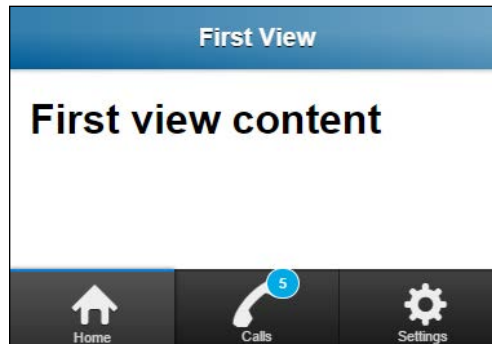 First View
First view content
5
Home
Calls
Settings